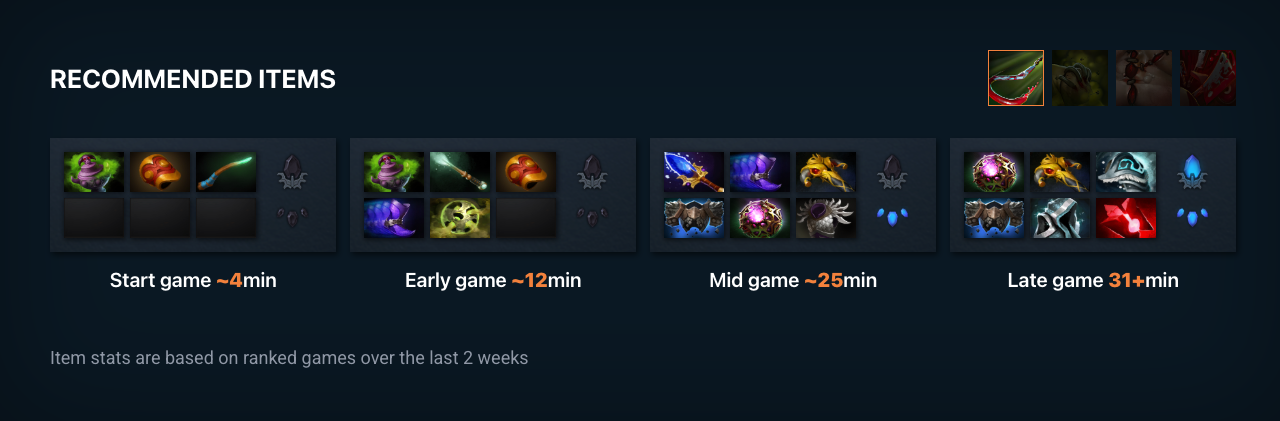 RECOMMENDED ITEMS
Start game ~4min
Early game ~12min
Mid game ~25min
Late game 31+min
Item stats are based on ranked games over the last 2 weeks